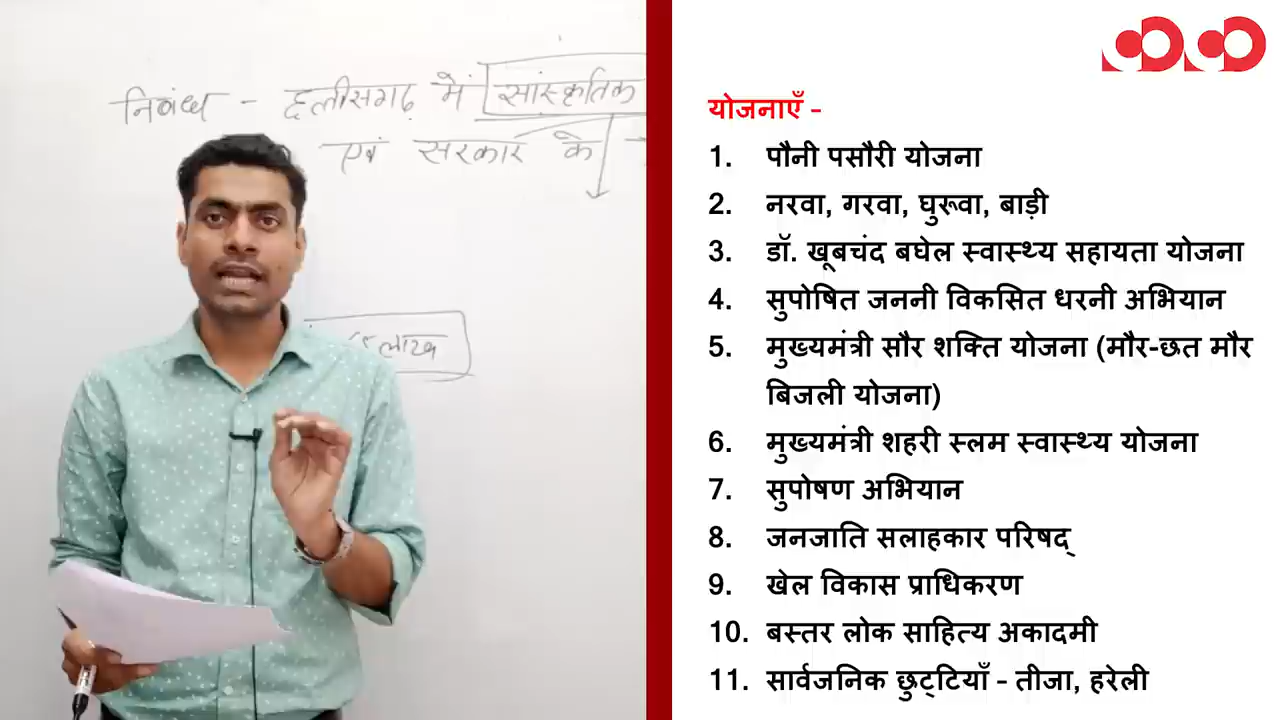 निबंध - छत्तीसगढ़ में सांस्कृतिक
एवं सरकार के
लाख
योजनाएँ –
1. पौनी पसौरी योजना
2. नरवा, गरवा, घुरूवा, बाड़ी
3. डॉ. खूबचंद बघेल स्वास्थ्य सहायता योजना
4. सुपोषित जननी विकसित धरनी अभियान
5. मुख्यमंत्री सौर शक्ति योजना (मौर-छत मौर
बिजली योजना)
6. मुख्यमंत्री शहरी स्लम स्वास्थ्य योजना
7. सुपोषण अभियान
8. जनजाति सलाहकार परिषद्
9. खेल विकास प्राधिकरण
10. बस्तर लोक साहित्य अकादमी
11. सार्वजनिक छुट्टियाँ – तीजा, हरेली